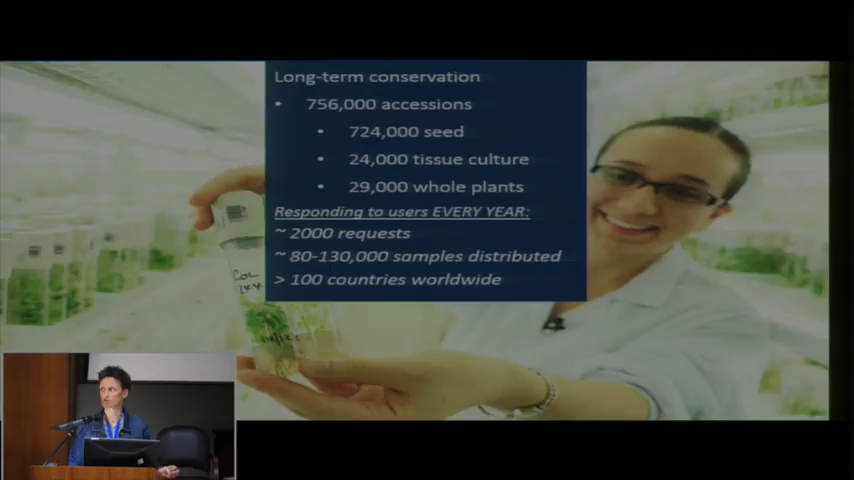 Long-term conservation
• 756,000 accessions
• 724,000 seed
• 24,000 tissue culture
• 29,000 whole plants
Responding to users EVERY YEAR:
~ 2000 requests
~ 80-130,000 samples distributed
> 100 countries worldwide
COL